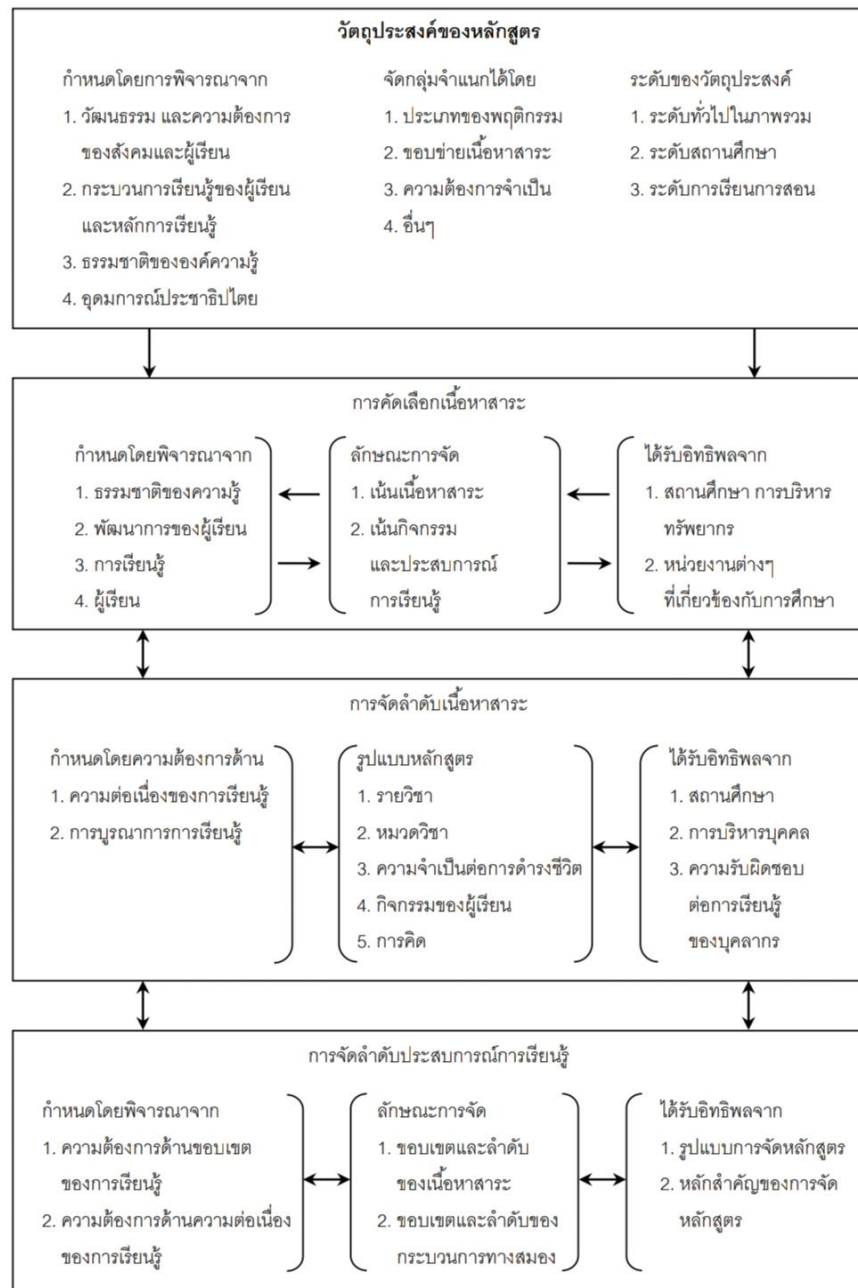 วัตถุประสงค์ของหลักสูตร
กำหนดโดยการพิจารณาจาก
1. วัฒนธรรม และความต้องการ
ของสังคมและผู้เรียน
2. กระบวนการเรียนรู้ของผู้เรียน
และหลักการเรียนรู้
3. ธรรมชาติขององค์ความรู้
4. อุดมการณ์ประชาธิปไตย
จัดกลุ่มจำแนกได้โดย
1. ประเภทของพฤติกรรม
2. ขอบข่ายเนื้อหาสาระ
3. ความต้องการจำเป็น
4. อื่นๆ
ระดับของวัตถุประสงค์
1. ระดับทั่วไปในภาพรวม
2. ระดับสถานศึกษา
3. ระดับการเรียนการสอน
การคัดเลือกเนื้อหาสาระ
กำหนดโดยพิจารณาจาก
1. ธรรมชาติของความรู้
2. พัฒนาการของผู้เรียน
3. การเรียนรู้
4. ผู้เรียน
ลักษณะการจัด
1. เน้นเนื้อหาสาระ
2. เน้นกิจกรรม
และประสบการณ์
การเรียนรู้
ได้รับอิทธิพลจาก
1. สถานศึกษา การบริหาร
ทรัพยากร
2. หน่วยงานต่างๆ
ที่เกี่ยวข้องกับการศึกษา
การจัดลำดับเนื้อหาสาระ
กำหนดโดยความต้องการด้าน
1. ความต่อเนื่องของการเรียนรู้
2. การบูรณาการการเรียนรู้
รูปแบบหลักสูตร
1. รายวิชา
2. หมวดวิชา
3. ความจำเป็นต่อการดำรงชีวิต
4. กิจกรรมของผู้เรียน
5. การคิด
ได้รับอิทธิพลจาก
1. สถานศึกษา
2. การบริหารบุคคล
3. ความรับผิดชอบ
ต่อการเรียนรู้
ของบุคลากร
การจัดลำดับประสบการณ์การเรียนรู้
กำหนดโดยพิจารณาจาก
1. ความต้องการด้านขอบเขต
ของการเรียนรู้
2. ความต้องการด้านความต่อเนื่อง
ของการเรียนรู้
ลักษณะการจัด
1. ขอบเขตและลำดับ
ของเนื้อหาสาระ
2. ขอบเขตและลำดับของ
กระบวนการทางสมอง
ได้รับอิทธิพลจาก
1. รูปแบบการจัดหลักสูตร
2. หลักสำคัญของการจัด
หลักสูตร